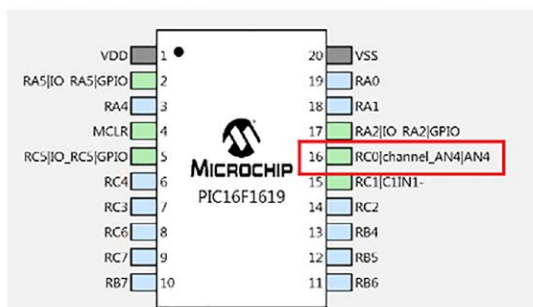 VDD 1 20 VSS
RA5|IO_RA5|GPIO 2 19 RA0
RA4 3 18 RA1
MCLR 4 17 RA2|IO_RA2|GPIO
RC5|IO_RC5|GPIO 5 16 RC0|channel_AN4|AN4
MICROCHIP
RC4 6 15 RC1|C1IN1-
PIC16F1619
RC3 7 14 RC2
RC6 8 13 RB4
RC7 9 12 RB5
RB7 10 11 RB6